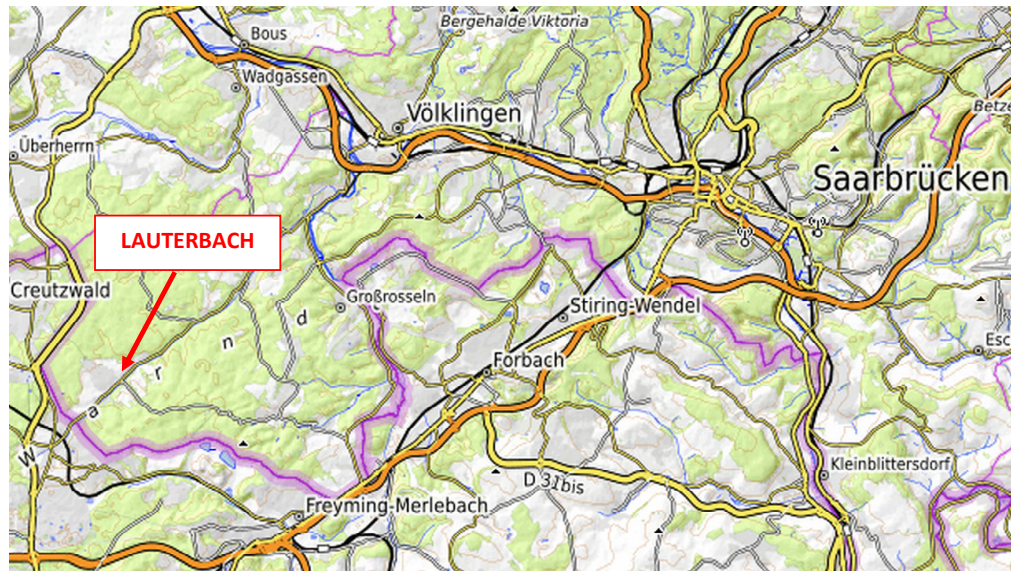 Bergehalde Viktoria
Bous
Wadgassen
Völklingen
Betze
Überherrn
Saarbrücken
LAUTERBACH
Creutzwald
Großrosseln
Stiring-Wendel
Esc
Forbach
W a r n d
Kleinblittersdorf
D 31bis
Freyming-Merlebach